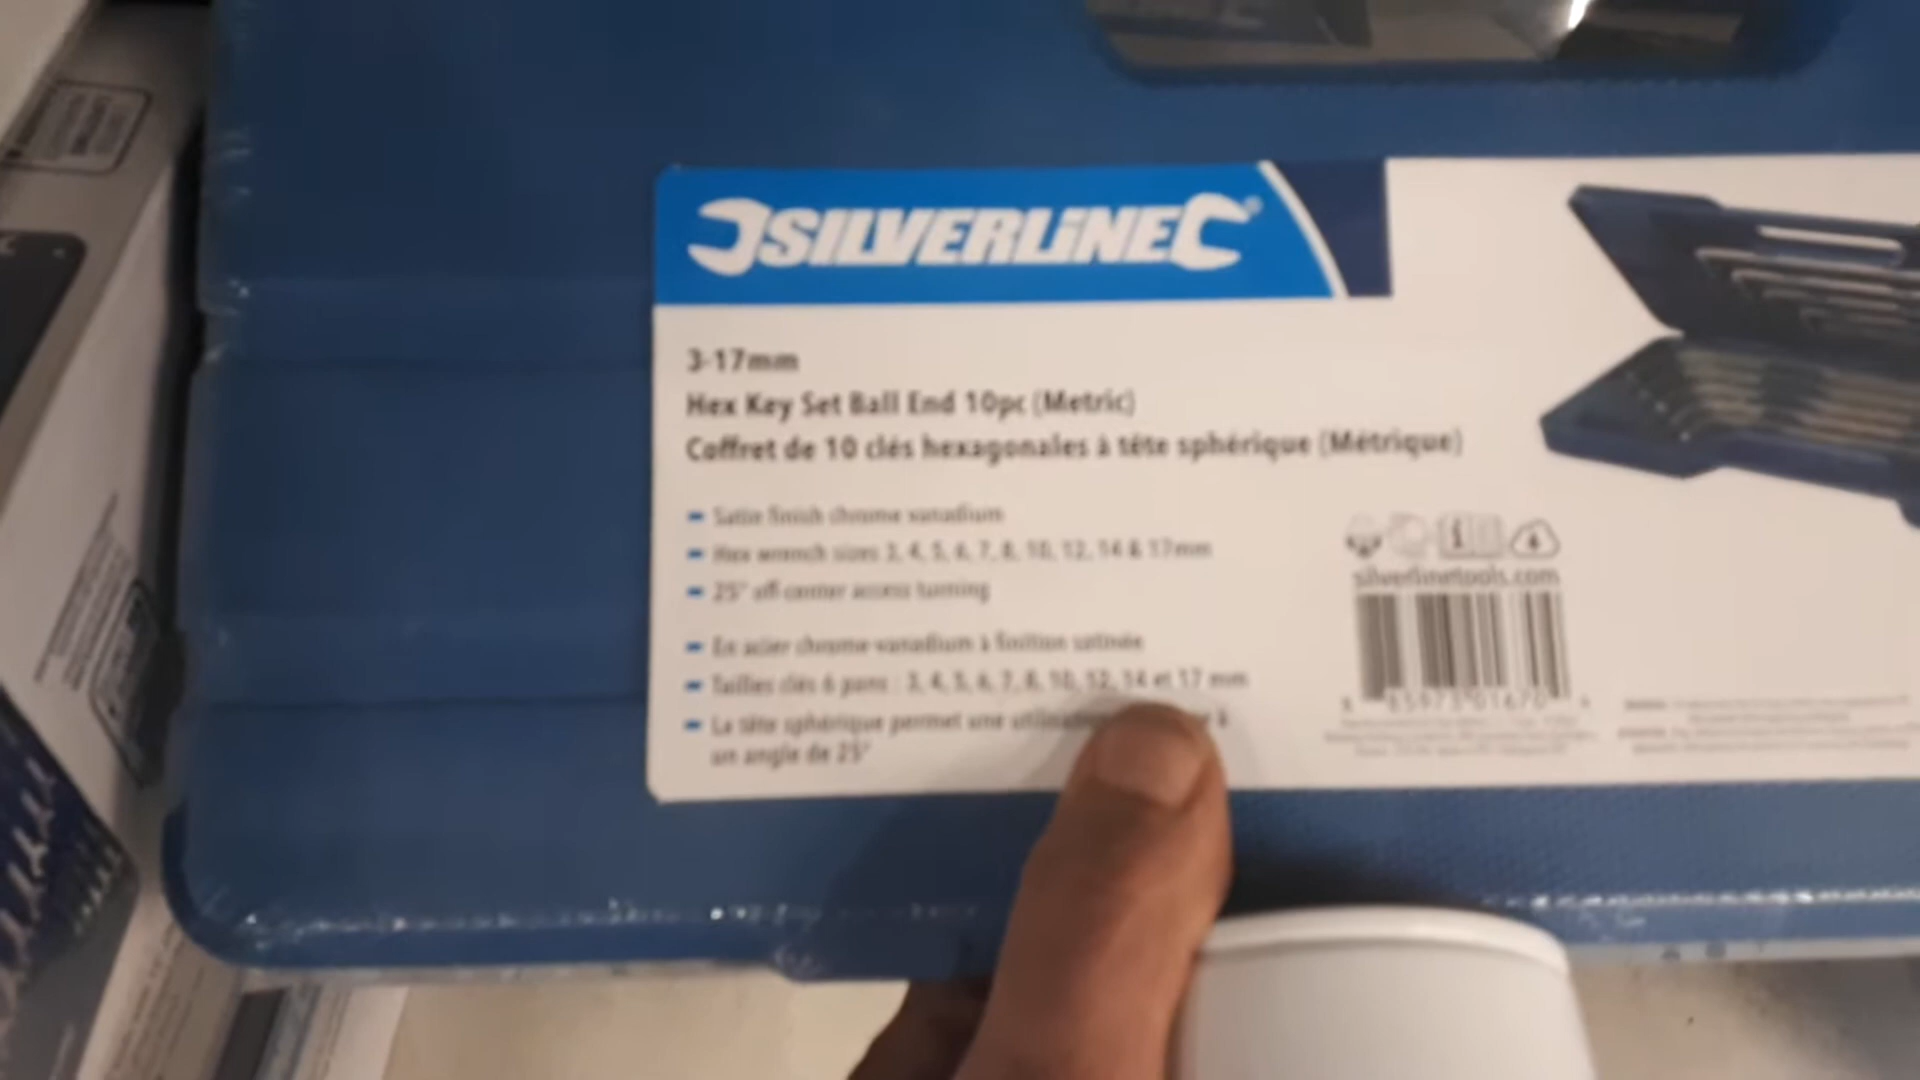 SILVERLINE®
3-17mm
Hex Key Set Ball End 10pc (Metric)
Coffret de 10 clés hexagonales à tête sphérique (Métrique)
Satin finish chrome vanadium
Hex wrench sizes 3, 4, 5, 6, 7, 8, 10, 12, 14 & 17mm
25° off-center access turning
En acier chrome-vanadium à finition satinée
Tailles clés 6 pans : 3, 4, 5, 6, 7, 8, 10, 12, 14 et 17 mm
La tête sphérique permet une à
un angle de 25°
silverlinetools.com